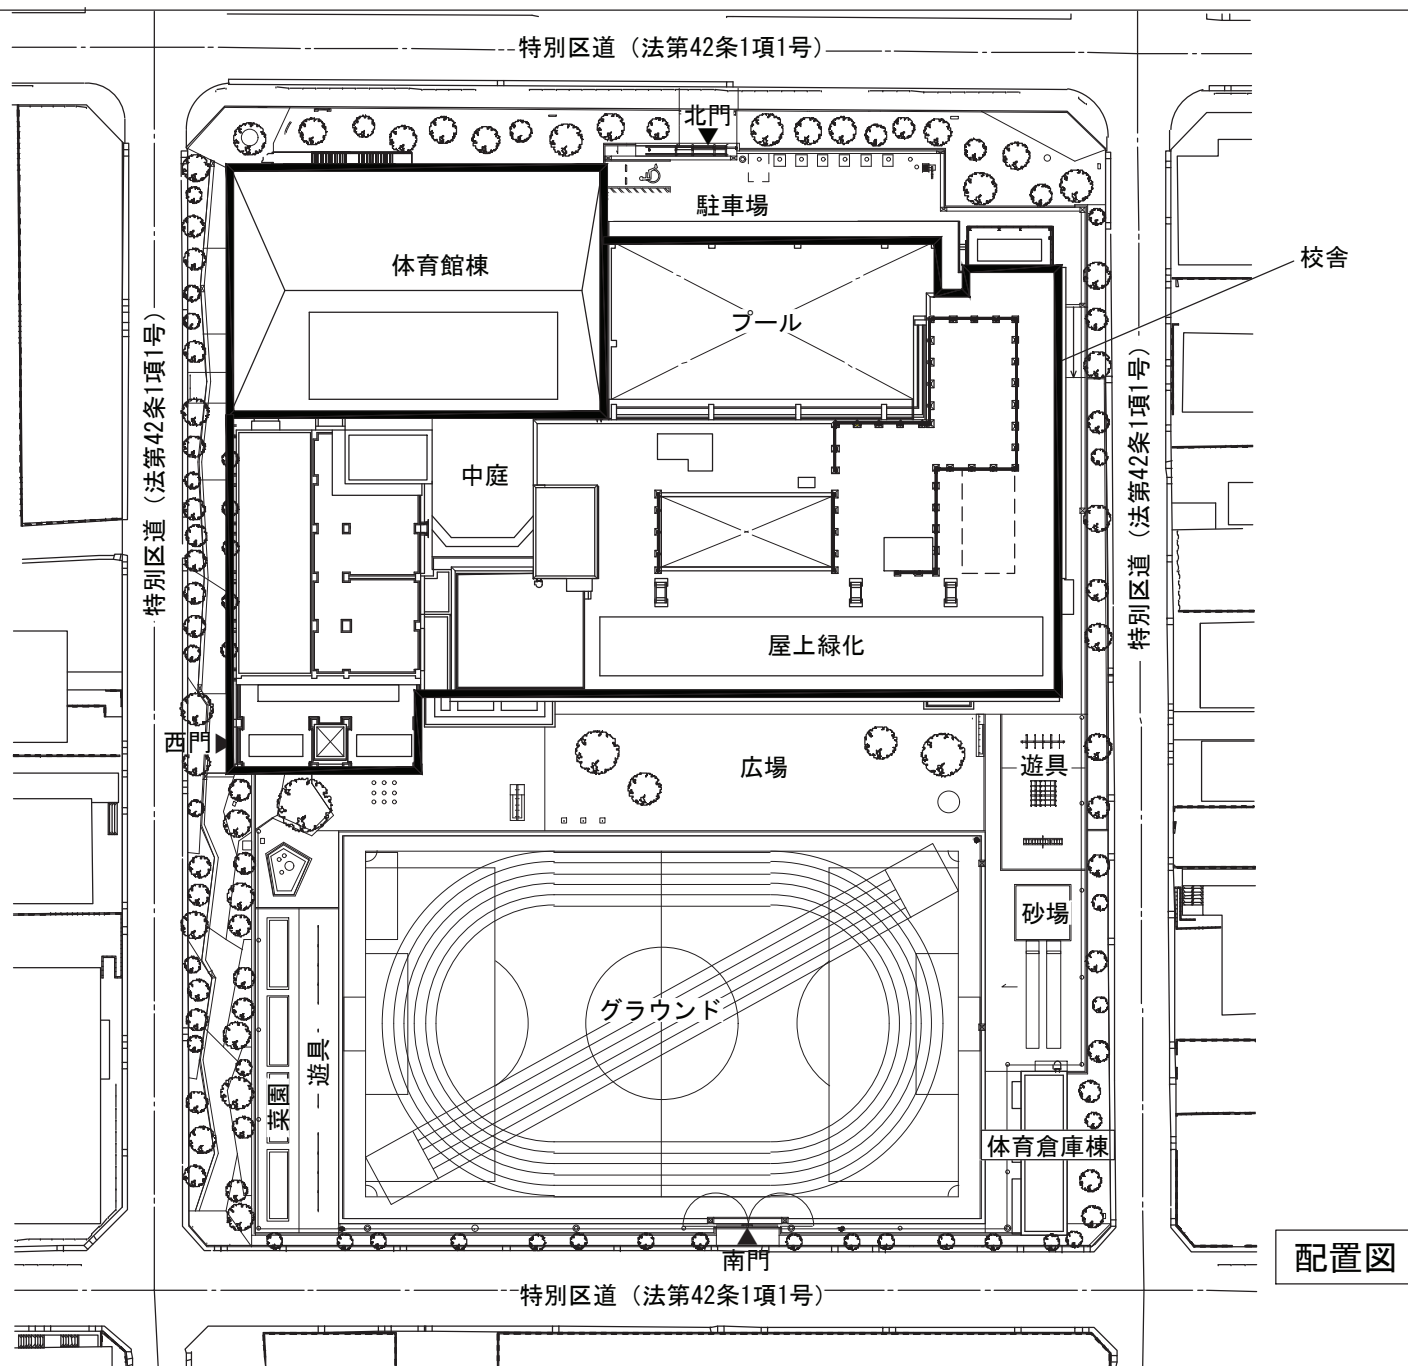 特別区道（法第42条1項1号）
北門
駐車場
校舎
体育館棟
プール
特別区道（法第42条1項1号）
特別区道（法第42条1項1号）
中庭
屋上緑化
西門
広場
遊具
砂場
グラウンド
遊具
菜園
体育倉庫棟
南門
配置図
特別区道（法第42条1項1号）